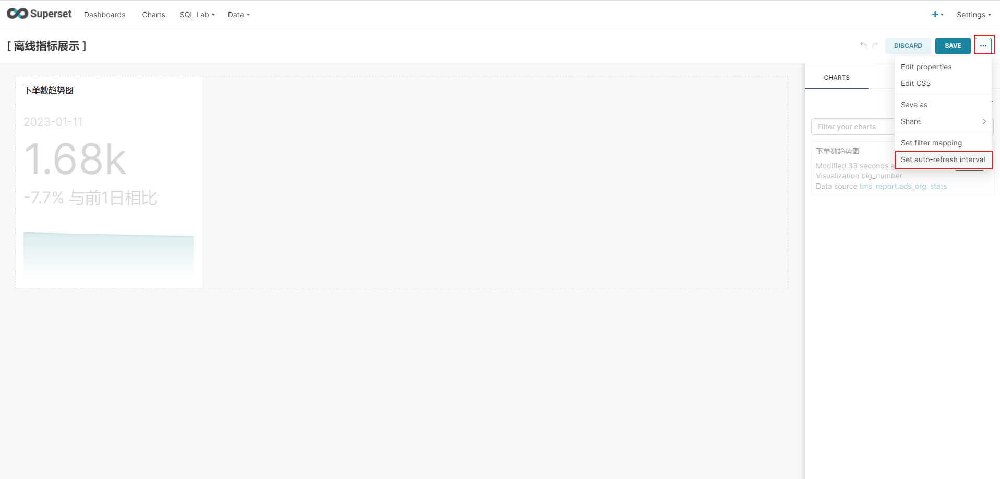 Superset Dashboards Charts SQL Lab Data Settings
[ 离线指标展示 ]
DISCARD SAVE
Edit properties
Edit CSS
Save as
Share
Set filter mapping
Set auto-refresh interval
CHARTS
Filter your charts
下单数趋势图
Modified 33 seconds a
Visualization big_number
Data source tms_report.ads_org_stats
下单数趋势图
2023-01-11
1.68k
-7.7% 与前1日相比